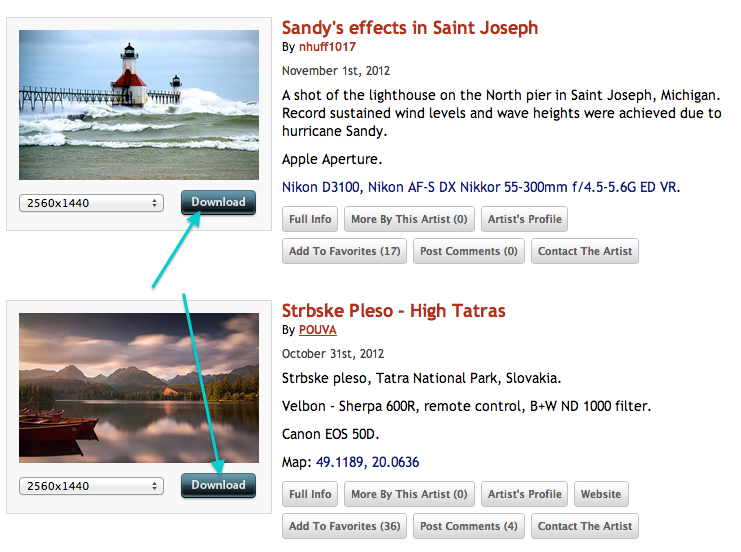 Sandy's effects in Saint Joseph
By nhuff1017
November 1st, 2012
A shot of the lighthouse on the North pier in Saint Joseph, Michigan.
Record sustained wind levels and wave heights were achieved due to
hurricane Sandy.
Apple Aperture.
Nikon D3100, Nikon AF-S DX Nikkor 55-300mm f/4.5-5.6G ED VR.
2560x1440
Download
Full Info
More By This Artist (0)
Artist's Profile
Add To Favorites (17)
Post Comments (0)
Contact The Artist
Strbske Pleso - High Tatras
By POUVA
October 31st, 2012
Strbske pleso, Tatra National Park, Slovakia.
Velbon - Sherpa 600R, remote control, B+W ND 1000 filter.
Canon EOS 50D.
Map: 49.1189, 20.0636
2560x1440
Download
Full Info
More By This Artist (0)
Artist's Profile
Website
Add To Favorites (36)
Post Comments (4)
Contact The Artist